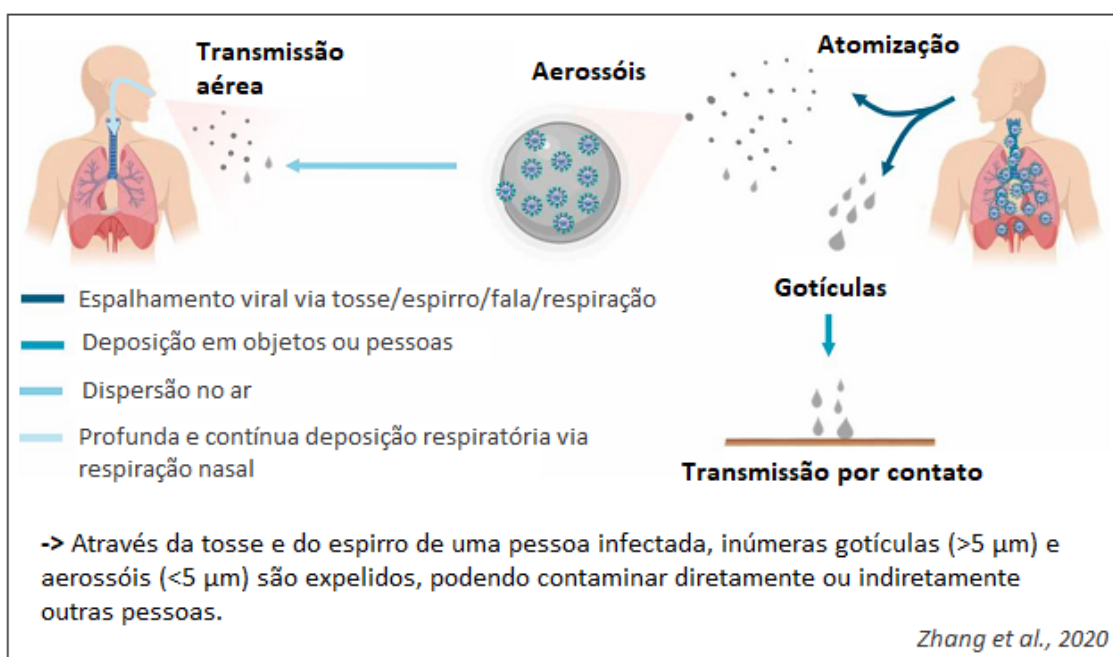 Transmissão
aérea
Aerossóis
Atomização
Gotículas
Espalhamento viral via tosse/espirro/fala/respiração
Deposição em objetos ou pessoas
Dispersão no ar
Profunda e contínua deposição respiratória via
respiração nasal
Transmissão por contato
-> Através da tosse e do espirro de uma pessoa infectada, inúmeras gotículas (>5 µm) e
aerossóis (<5 µm) são expelidos, podendo contaminar diretamente ou indiretamente
outras pessoas.
Zhang et al., 2020